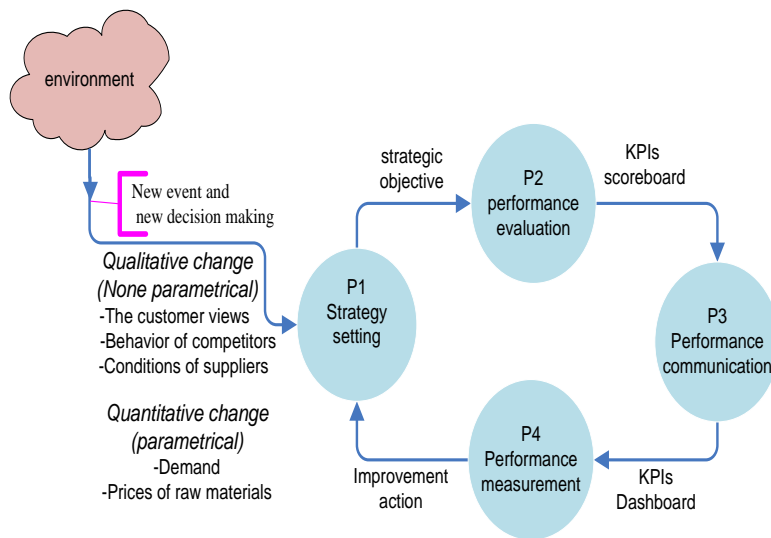 environment
New event and
new decision making
Qualitative change
(None parametrical)
-The customer views
-Behavior of competitors
-Conditions of suppliers
Quantitative change
(parametrical)
-Demand
-Prices of raw materials
P1
Strategy
setting
strategic
objective
P2
performance
evaluation
KPIs
scoreboard
P3
Performance
communication
KPIs
Dashboard
P4
Performance
measurement
Improvement
action